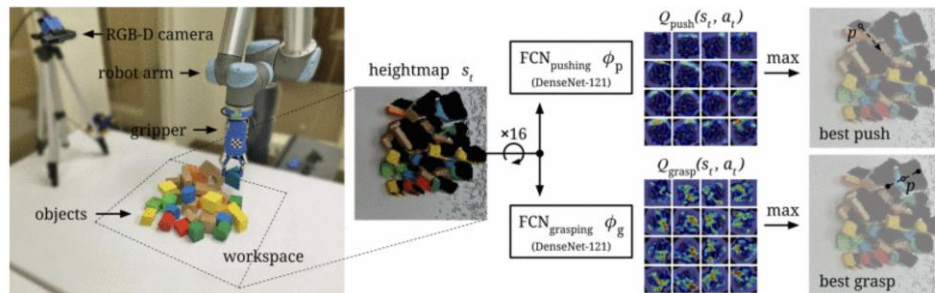 RGB-D camera
robot arm
gripper
objects
workspace
heightmap s_t
×16
FCN_pushing ϕ_p
(DenseNet-121)
FCN_grasping ϕ_g
(DenseNet-121)
Q_push(s_t, a_t)
Q_grasp(s_t, a_t)
max
max
p
best push
p
best grasp